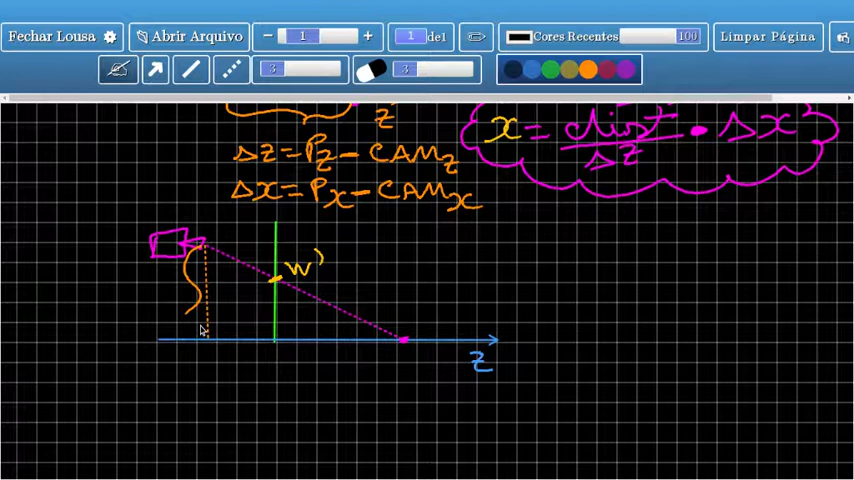 Fechar Lousa
Abrir Arquivo
− 1 +
1 de1
Cores Recentes 100
Limpar Página
3
3
z
x = dist / Δz • Δx
Δz = Pz − CAMz
Δx = Px − CAMx
W'
Z